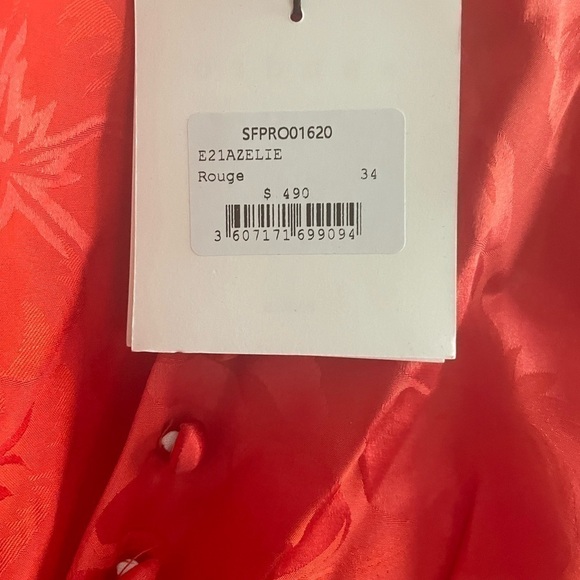 SFPRO01620
E21AZELIE
Rouge 34
$ 490
3 607171 699094